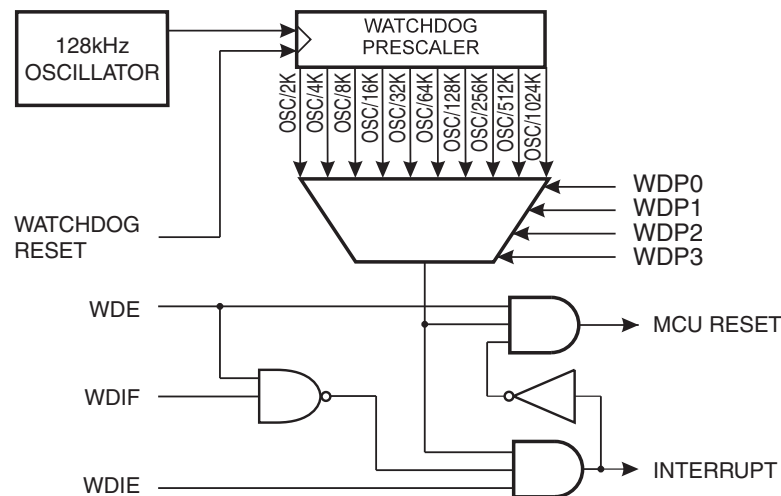 128kHz
OSCILLATOR
WATCHDOG
PRESCALER
OSC/2K
OSC/4K
OSC/8K
OSC/16K
OSC/32K
OSC/64K
OSC/128K
OSC/256K
OSC/512K
OSC/1024K
WDP0
WDP1
WDP2
WDP3
WATCHDOG
RESET
WDE
MCU RESET
WDIF
INTERRUPT
WDIE